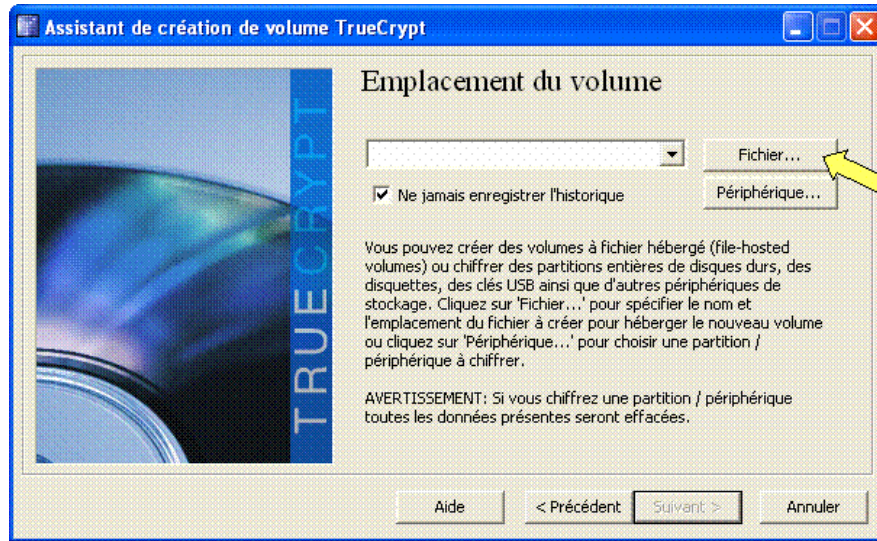 Assistant de création de volume TrueCrypt
Emplacement du volume
Fichier...
Ne jamais enregistrer l'historique
Périphérique...
Vous pouvez créer des volumes à fichier hébergé (file-hosted
volumes) ou chiffrer des partitions entières de disques durs, des
disquettes, des clés USB ainsi que d'autres périphériques de
stockage. Cliquez sur 'Fichier...' pour spécifier le nom et
l'emplacement du fichier à créer pour héberger le nouveau volume
ou cliquez sur 'Périphérique...' pour choisir une partition /
périphérique à chiffrer.
AVERTISSEMENT: Si vous chiffrez une partition / périphérique
toutes les données présentes seront effacées.
TRUECRYPT
Aide
< Précédent
Suivant >
Annuler